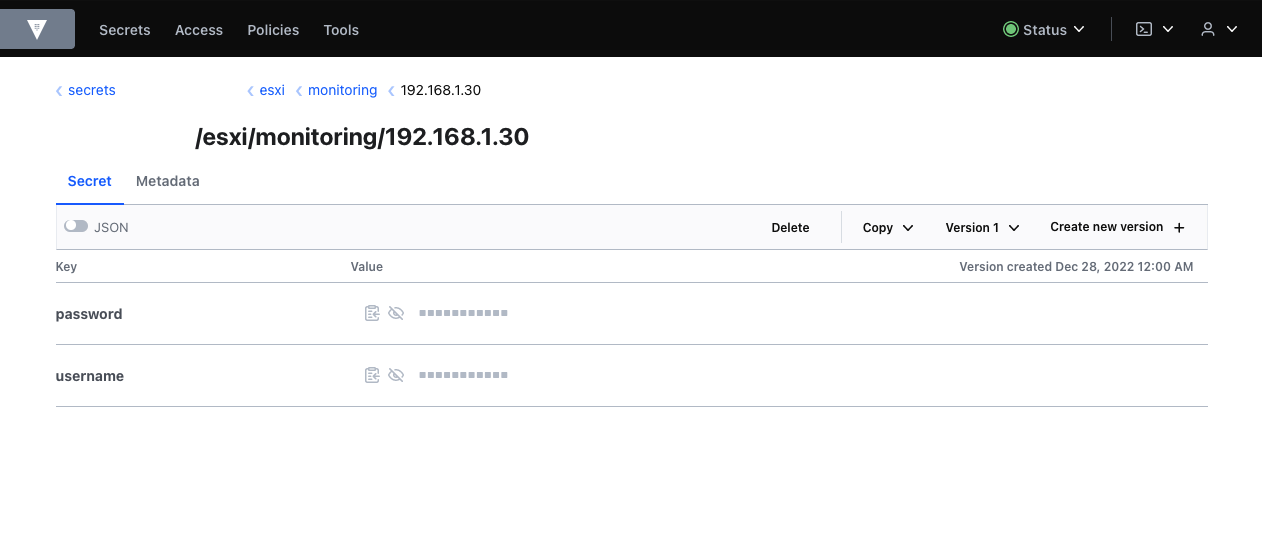 Secrets Access Policies Tools Status
secrets esxi monitoring 192.168.1.30
/esxi/monitoring/192.168.1.30
Secret Metadata
JSON Delete Copy Version 1 Create new version
Key Value Version created Dec 28, 2022 12:00 AM
password
username